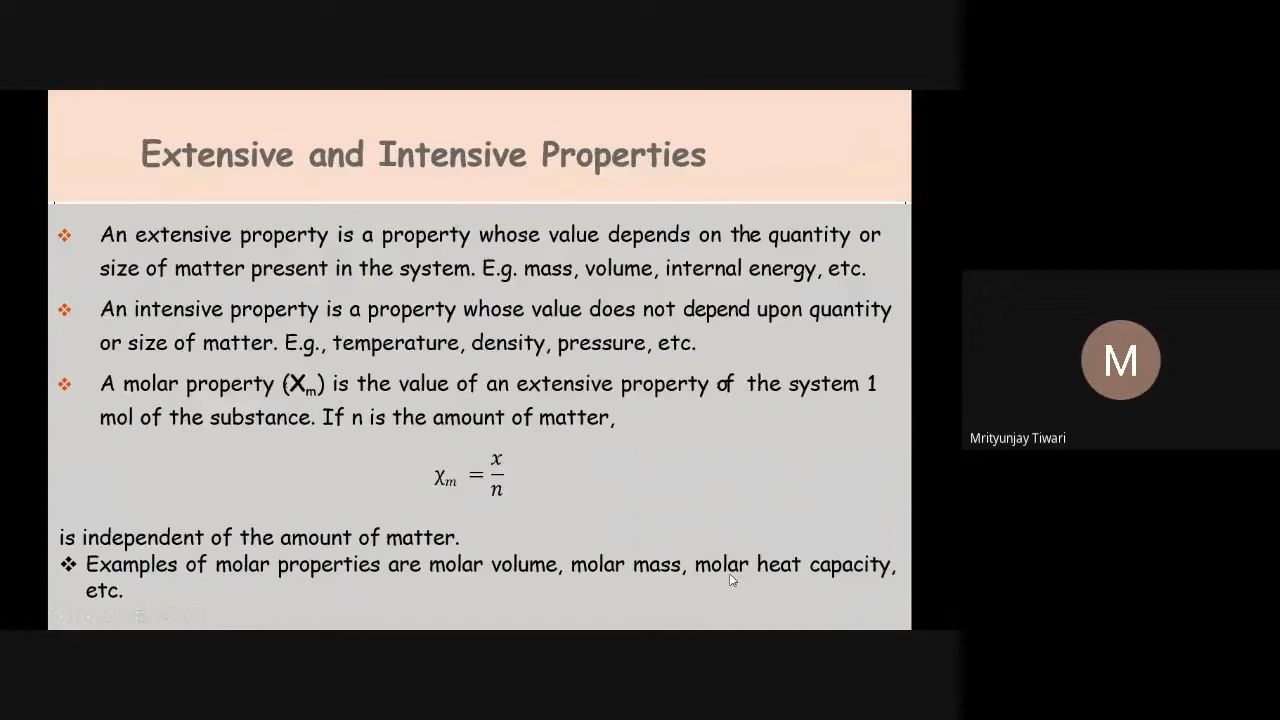 Extensive and Intensive Properties
❖ An extensive property is a property whose value depends on the quantity or
size of matter present in the system. E.g. mass, volume, internal energy, etc.
❖ An intensive property is a property whose value does not depend upon quantity
or size of matter. E.g., temperature, density, pressure, etc.
❖ A molar property (Xₘ) is the value of an extensive property of the system 1
mol of the substance. If n is the amount of matter,
χₘ = x/n
is independent of the amount of matter.
❖ Examples of molar properties are molar volume, molar mass, molar heat capacity,
etc.
M
Mrityunjay Tiwari